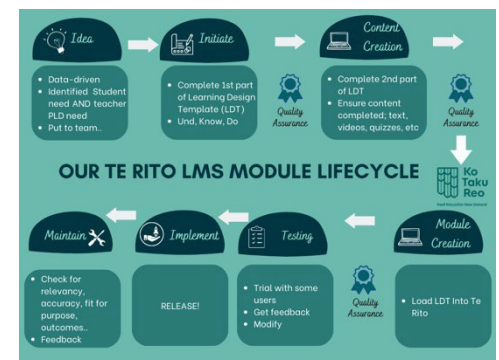 Idea
• Data-driven
• Identified Student
need AND teacher
PLD need
• Put to team..
Initiate
• Complete 1st part
of Learning Design
Template (LDT)
• Und, Know, Do
Quality
Assurance
Content
Creation
• Complete 2nd part
of LDT
• Ensure content
completed; text,
videos, quizzes, etc
Quality
Assurance
OUR TE RITO LMS MODULE LIFECYCLE
Ko
Taku
Reo
Module
Creation
• Load LDT Into Te
Rito
Quality
Assurance
Testing
• Trial with some
users
• Get feedback
• Modify
Implement
RELEASE!
Maintain
• Check for
relevancy,
accuracy, fit for
purpose,
outcomes..
• Feedback